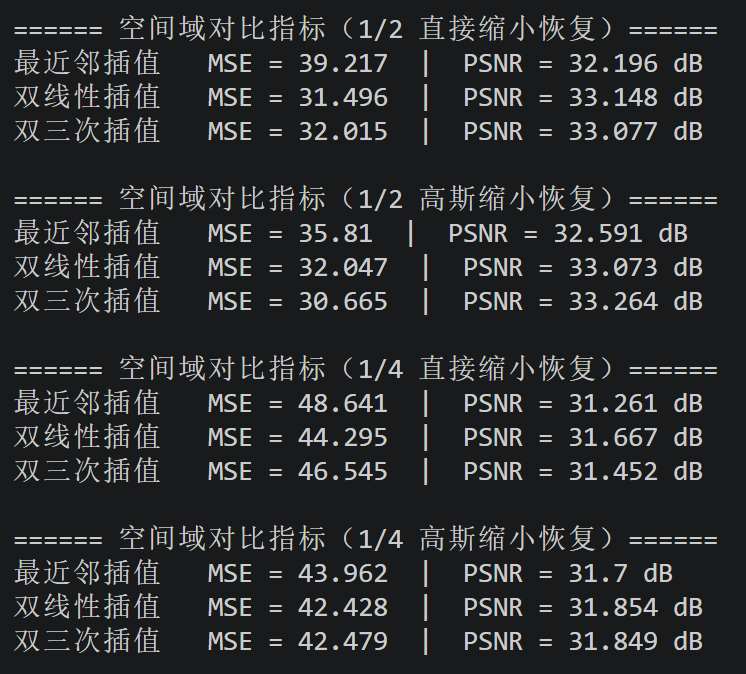 ====== 空间域对比指标（1/2 直接缩小恢复）======
最近邻插值   MSE = 39.217  |  PSNR = 32.196 dB
双线性插值   MSE = 31.496  |  PSNR = 33.148 dB
双三次插值   MSE = 32.015  |  PSNR = 33.077 dB
====== 空间域对比指标（1/2 高斯缩小恢复）======
最近邻插值   MSE = 35.81  |  PSNR = 32.591 dB
双线性插值   MSE = 32.047  |  PSNR = 33.073 dB
双三次插值   MSE = 30.665  |  PSNR = 33.264 dB
====== 空间域对比指标（1/4 直接缩小恢复）======
最近邻插值   MSE = 48.641  |  PSNR = 31.261 dB
双线性插值   MSE = 44.295  |  PSNR = 31.667 dB
双三次插值   MSE = 46.545  |  PSNR = 31.452 dB
====== 空间域对比指标（1/4 高斯缩小恢复）======
最近邻插值   MSE = 43.962  |  PSNR = 31.7 dB
双线性插值   MSE = 42.428  |  PSNR = 31.854 dB
双三次插值   MSE = 42.479  |  PSNR = 31.849 dB